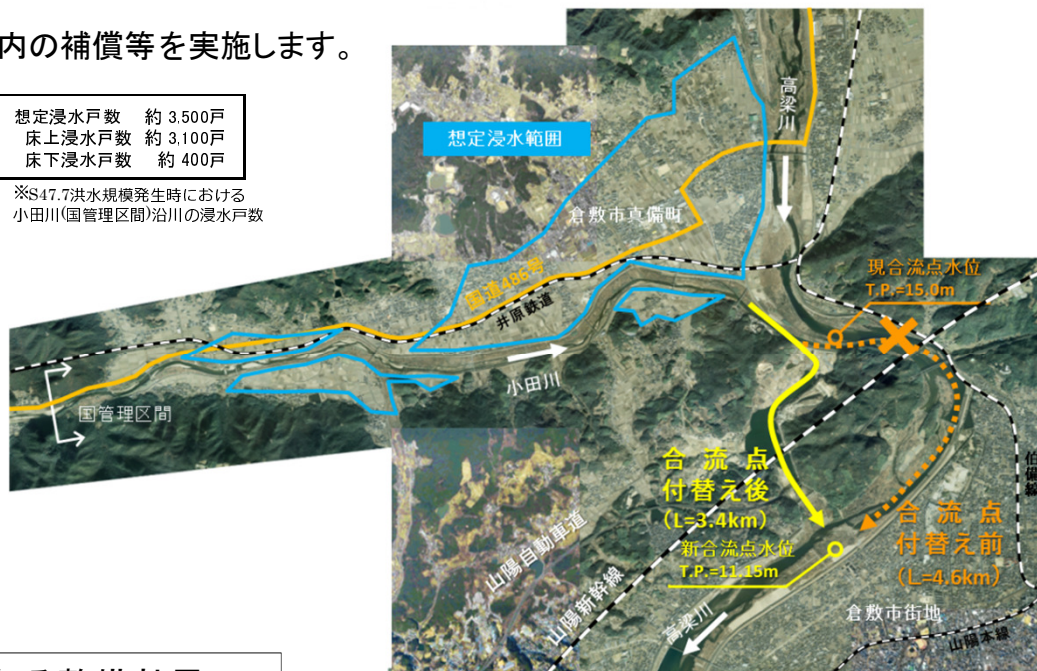 内の補償等を実施します。
想定浸水戸数 約 3,500戸
床上浸水戸数 約 3,100戸
床下浸水戸数 約 400戸
※S47.7洪水規模発生時における
小田川(国管理区間)沿川の浸水戸数
想定浸水範囲
高梁川
倉敷市真備町
国道486号
井原鉄道
現合流点水位
T.P.=15.0m
小田川
国管理区間
合流点
付替え後
(L=3.4km)
新合流点水位
T.P.=11.15m
合流点
付替え前
(L=4.6km)
伯備線
山陽自動車道
山陽新幹線
高梁川
倉敷市街地
山陽本線